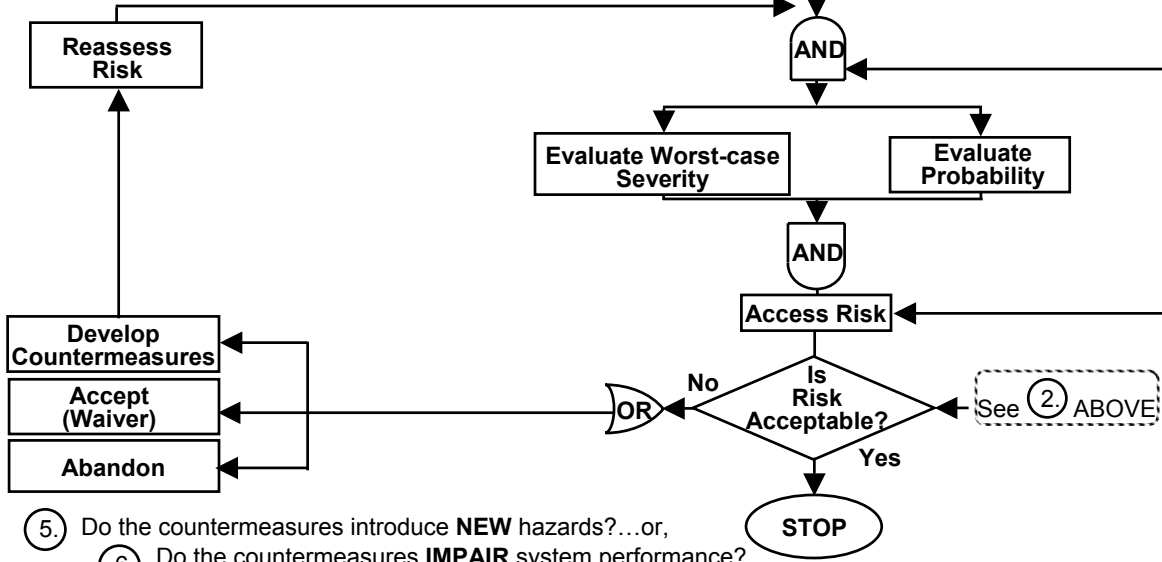 Reassess
Risk
AND
Evaluate Worst-case
Severity
Evaluate
Probability
AND
Access Risk
Develop
Countermeasures
Accept
(Waiver)
Abandon
OR
No
Is
Risk
Acceptable?
Yes
See 2. ABOVE
STOP
5. Do the countermeasures introduce NEW hazards?…or,
6. Do the countermeasures IMPAIR system performance?